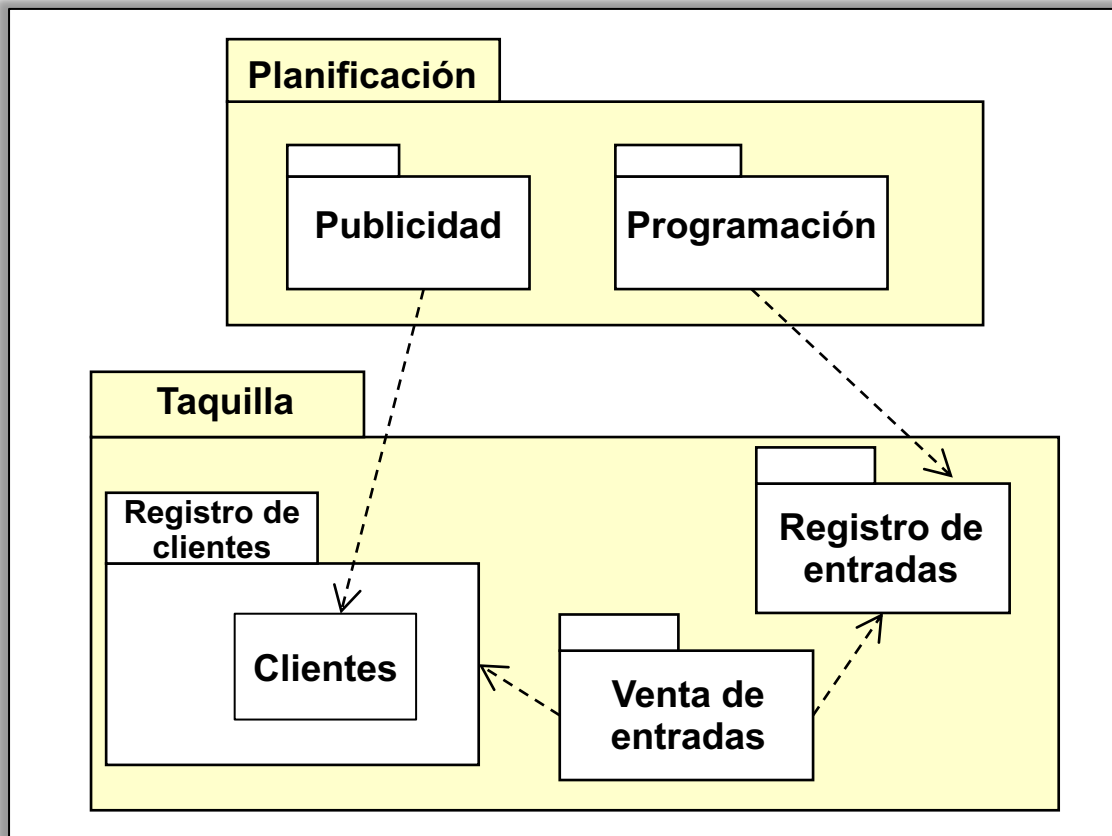 Planificación
Publicidad
Programación
Taquilla
Registro de
clientes
Clientes
Venta de
entradas
Registro de
entradas